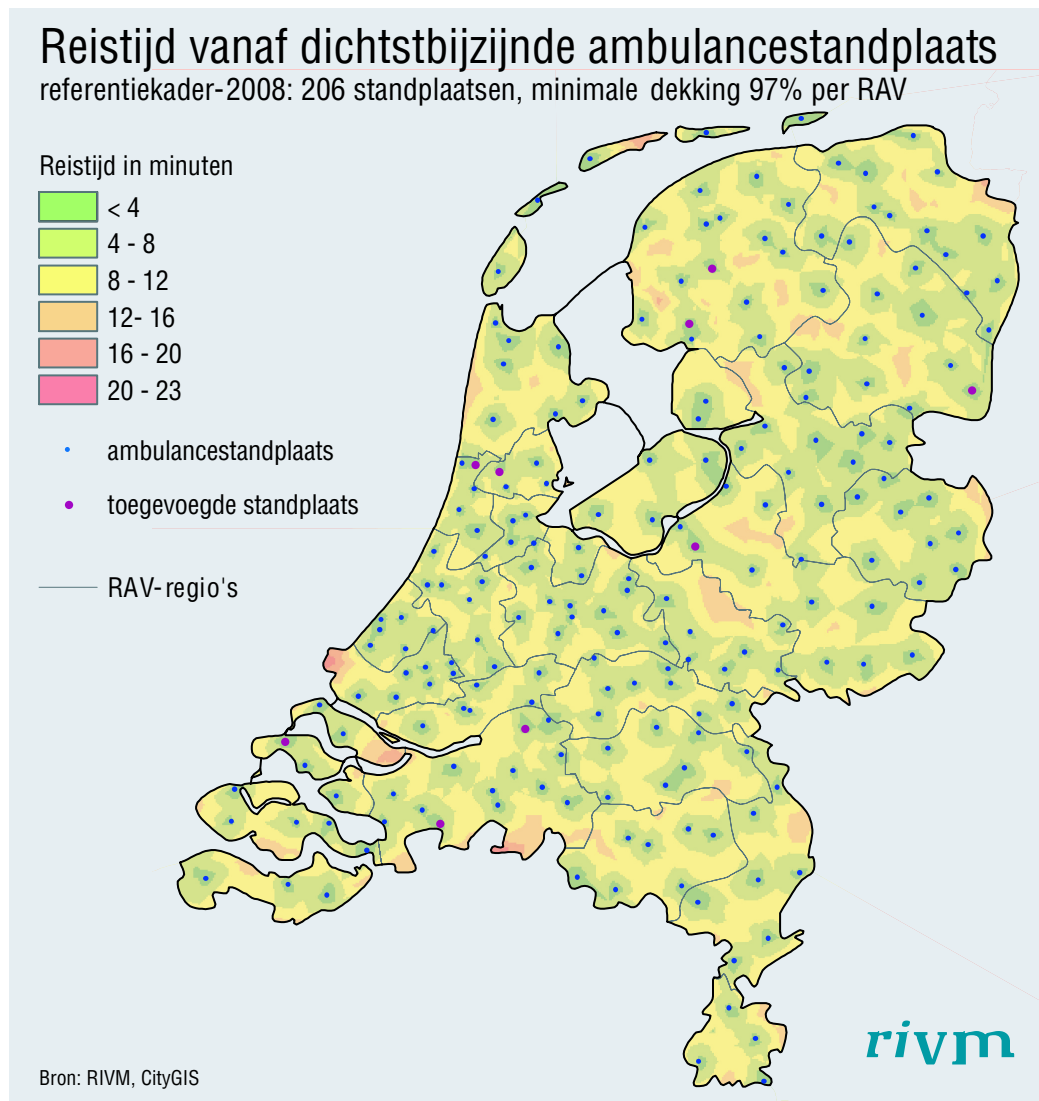 Reistijd vanaf dichtstbijzijnde ambulancestandplaats
referentiekader-2008: 206 standplaatsen, minimale dekking 97% per RAV
Reistijd in minuten
< 4
4 - 8
8 - 12
12- 16
16 - 20
20 - 23
ambulancestandplaats
toegevoegde standplaats
RAV-regio's
rivm
Bron: RIVM, CityGIS